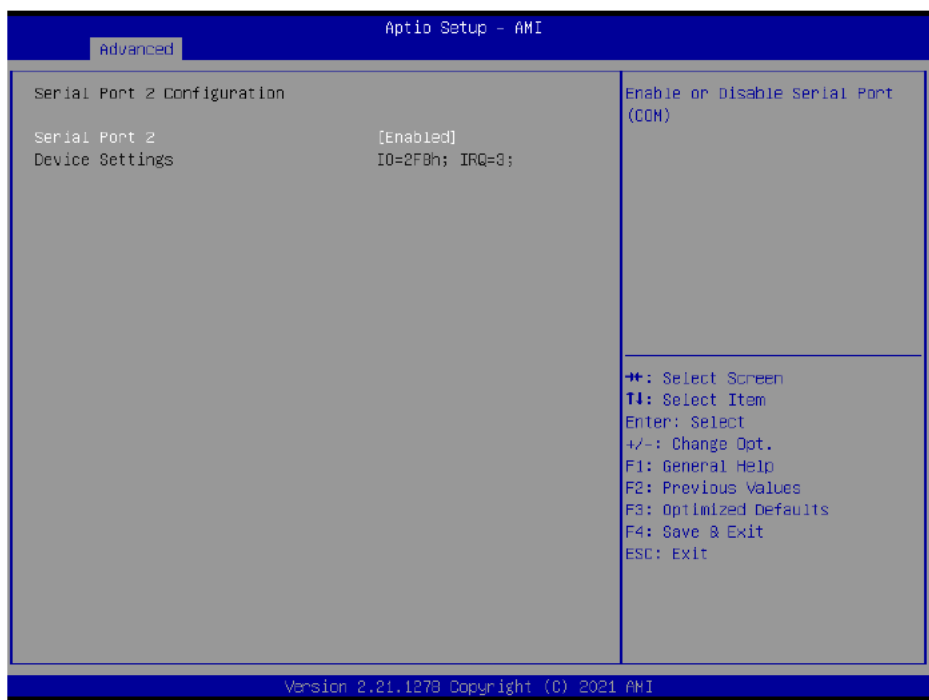 Aptio Setup - AMI
Advanced
Serial Port 2 Configuration
Serial Port 2 [Enabled]
Device Settings IO=2F8h; IRQ=3;
Enable or Disable Serial Port
(COM)
→←: Select Screen
↑↓: Select Item
Enter: Select
+/-: Change Opt.
F1: General Help
F2: Previous Values
F3: Optimized Defaults
F4: Save & Exit
ESC: Exit
Version 2.21.1278 Copyright (C) 2021 AMI